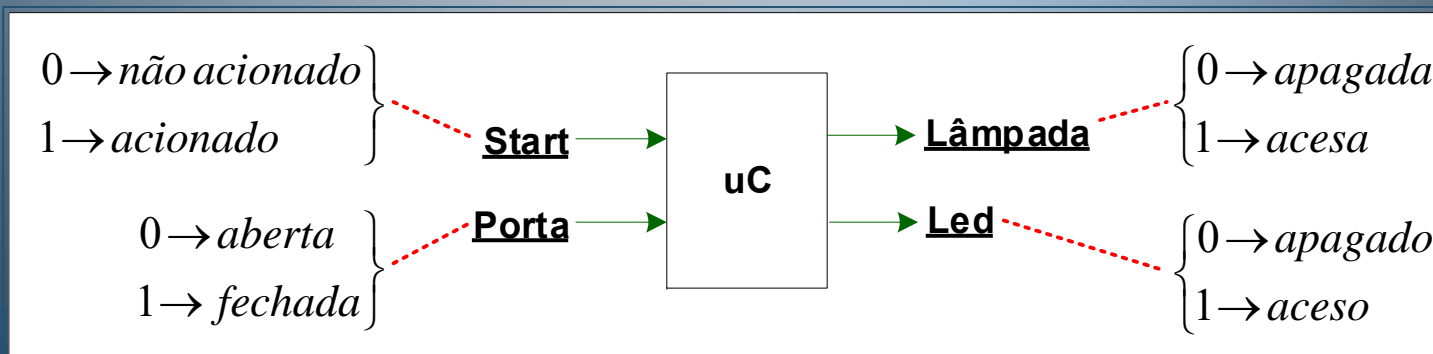 0→não acionado
1→acionado
Start
0→aberta
1→fechada
Porta
uC
Lâmpada
0→apagada
1→acesa
Led
0→apagado
1→aceso